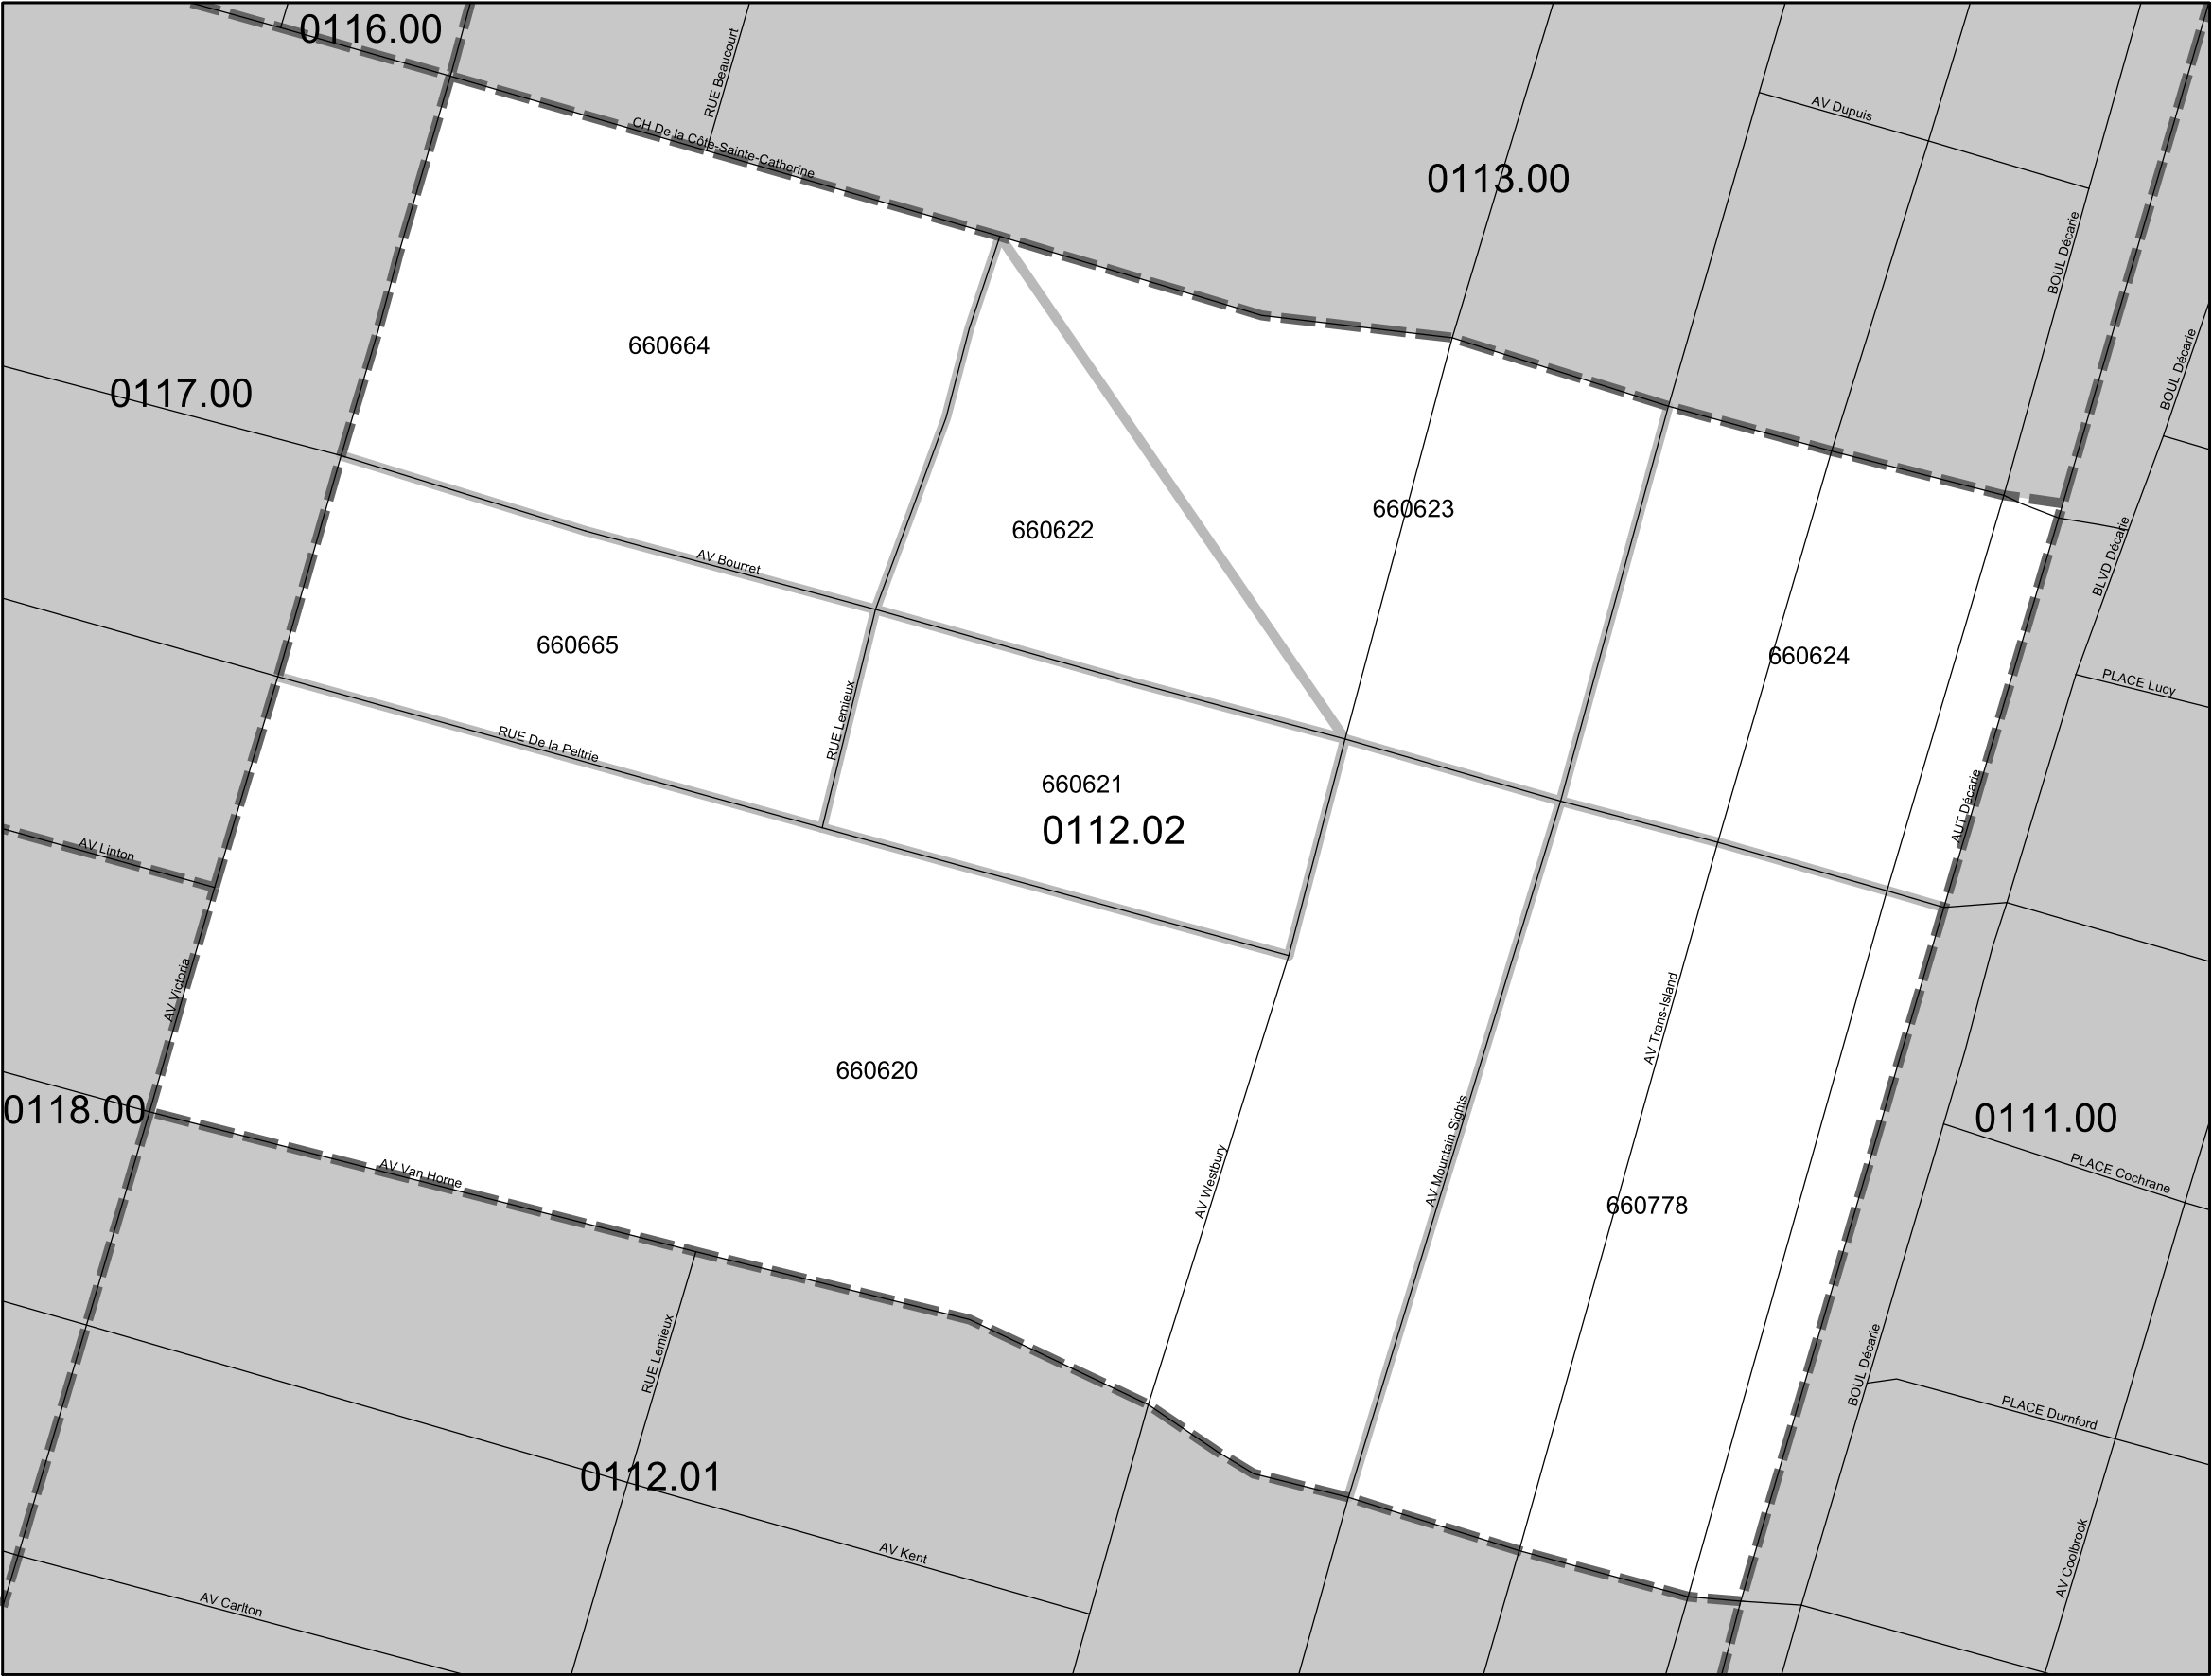 0116.00
RUE Beaucourt
CH De la Côte-Sainte-Catherine
AV Dupuis
0113.00
BOUL Décarie
BOUL Décarie
660664
0117.00
660623
660622
AV Bourret
BLVD Décarie
660665
660624
PLACE Lucy
RUE Lemieux
RUE De la Peltrie
660621
0112.02
AUT Décarie
AV Linton
AV Victoria
AV Trans-Island
660620
0118.00
0111.00
AV Mountain Sights
AV Westbury
AV Van Horne
PLACE Cochrane
660778
RUE Lemieux
BOUL Décarie
PLACE Durnford
0112.01
AV Kent
AV Coolbrook
AV Carlton